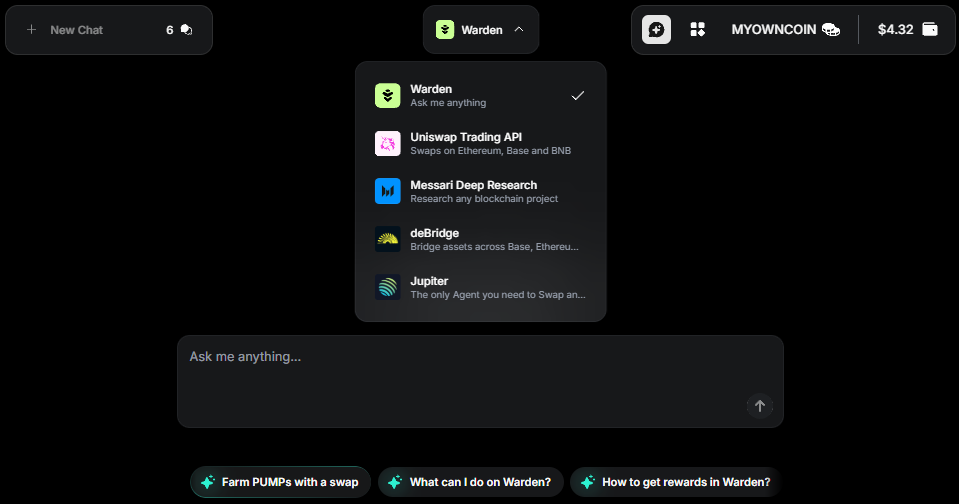 New Chat
6
Warden
MYOWNCOIN
$4.32
Warden
Ask me anything
Uniswap Trading API
Swaps on Ethereum, Base and BNB
Messari Deep Research
Research any blockchain project
deBridge
Bridge assets across Base, Ethereu...
Jupiter
The only Agent you need to Swap an...
Ask me anything...
Farm PUMPs with a swap
What can I do on Warden?
How to get rewards in Warden?